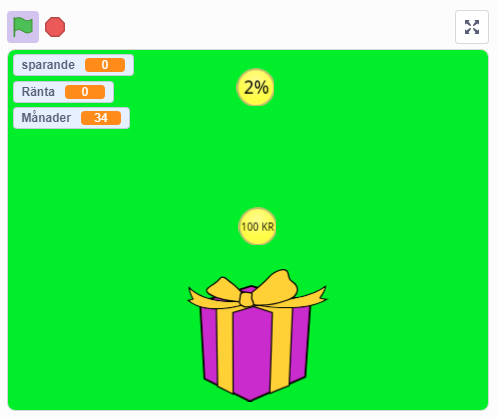 sparande 0
Ränta 0
Månader 34
2%
100 KR